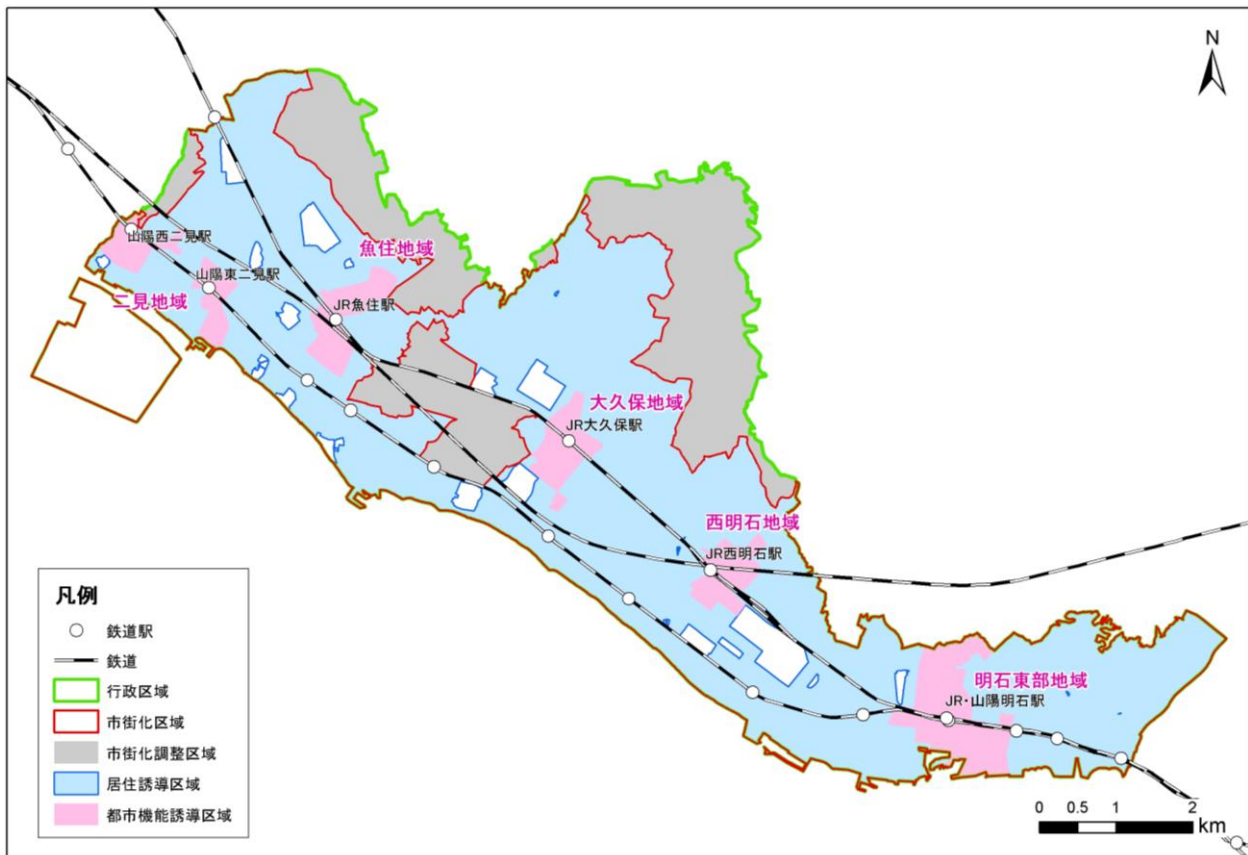 N
魚住地域
山陽西二見駅
山陽東二見駅
二見地域
JR魚住駅
大久保地域
JR大久保駅
西明石地域
JR西明石駅
明石東部地域
JR・山陽明石駅
凡例
鉄道駅
鉄道
行政区域
市街化区域
市街化調整区域
居住誘導区域
都市機能誘導区域
0 0.5 1 2
km